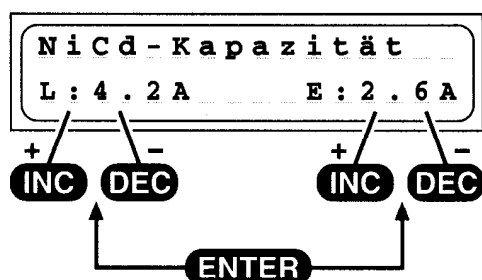 NiCd-Kapazität
L:4.2A E:2.6A
+ - + -
INC DEC INC DEC
ENTER